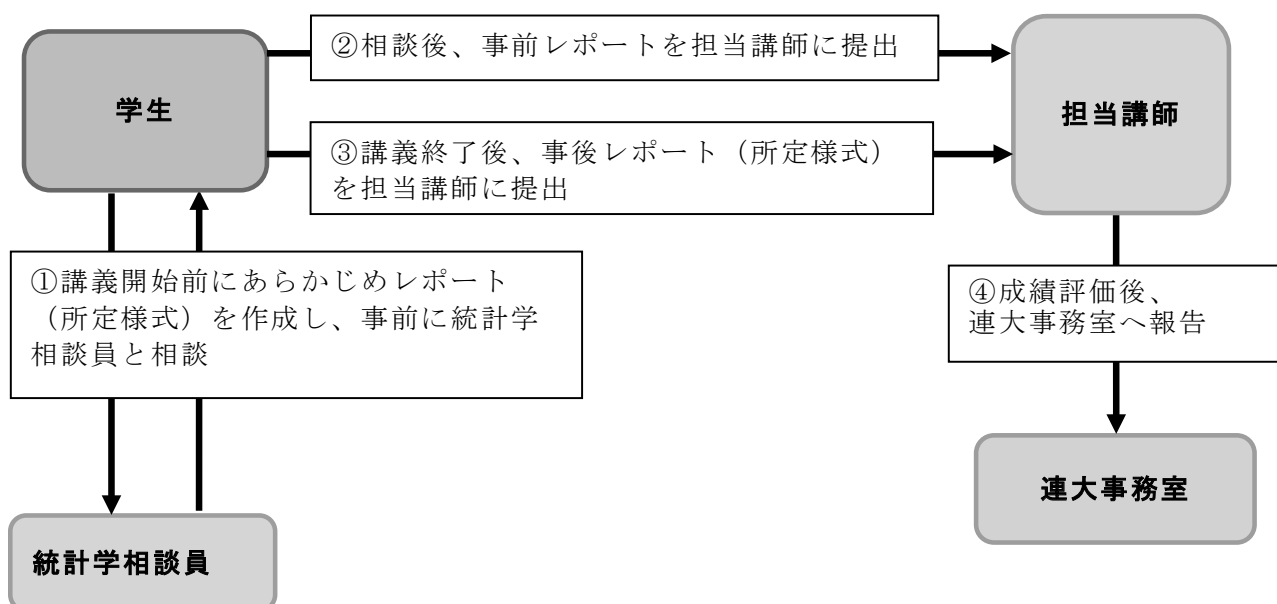 学生
②相談後、事前レポートを担当講師に提出
担当講師
③講義終了後、事後レポート（所定様式）
を担当講師に提出
①講義開始前にあらかじめレポート
（所定様式）を作成し、事前に統計学
相談員と相談
④成績評価後、
連大事務室へ報告
連大事務室
統計学相談員